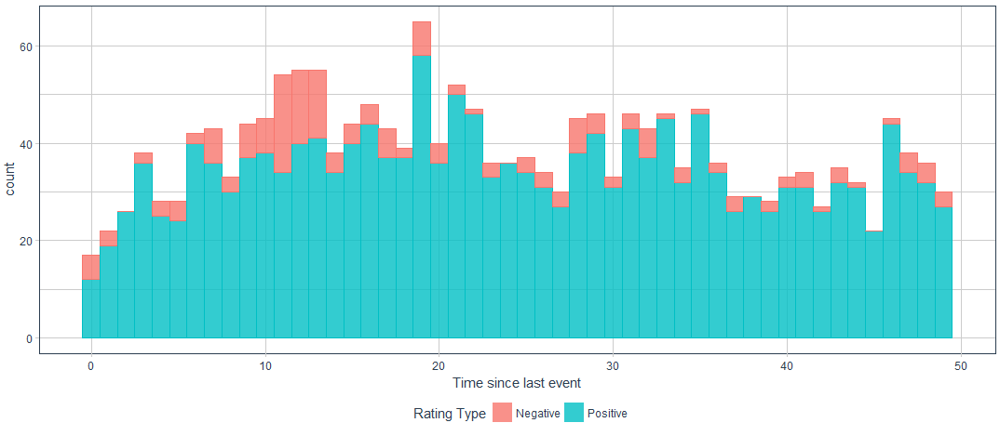 60
40
20
0
count
0 10 20 30 40 50
Time since last event
Rating Type Negative Positive